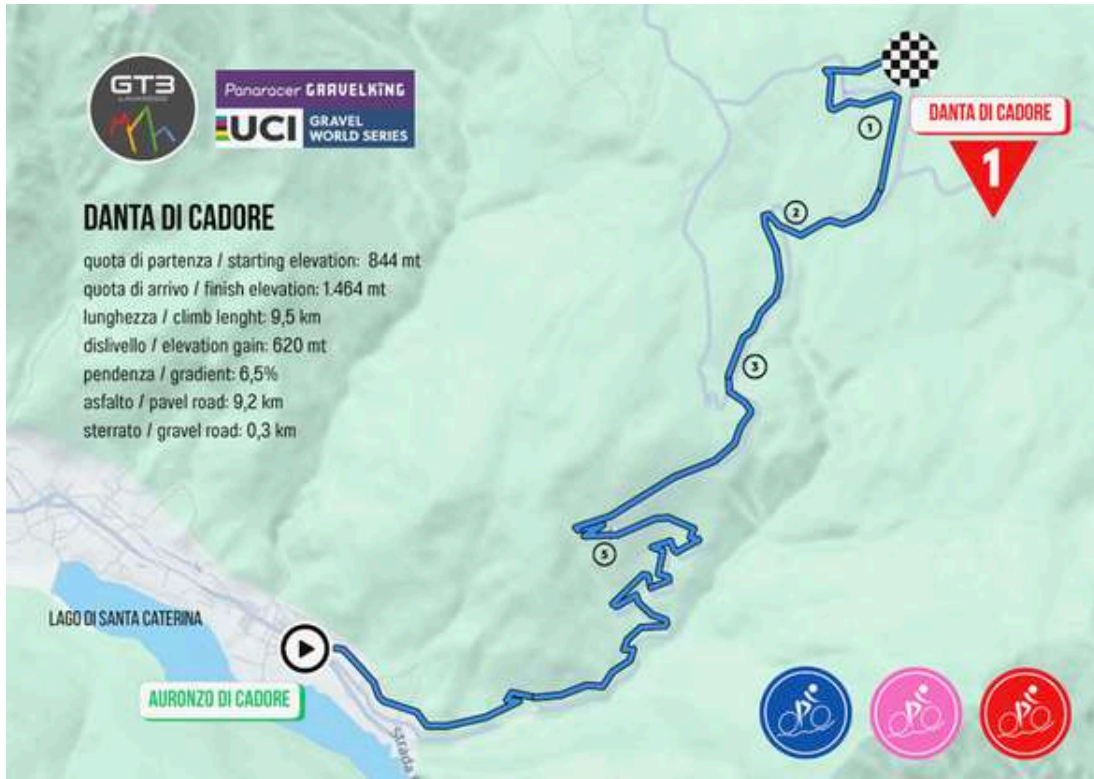 GT3
Panaracer GRAVELKING
UCI GRAVEL WORLD SERIES
DANTA DI CADORE
1
DANTA DI CADORE
quota di partenza / starting elevation: 844 mt
quota di arrivo / finish elevation: 1.464 mt
lunghezza / climb lenght: 9,5 km
dislivello / elevation gain: 620 mt
pendenza / gradient: 6,5%
asfalto / pavel road: 9,2 km
sterrato / gravel road: 0,3 km
1
2
3
5
LAGO DI SANTA CATERINA
AURONZO DI CADORE
Strada